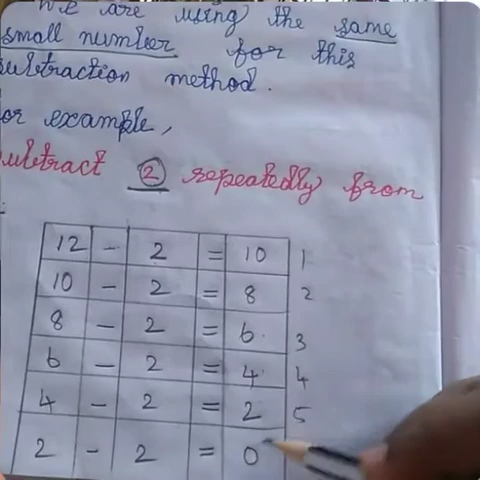 We are using the same
small number for this
subtraction method.
or example,
ubtract 2 repeatedly from
12 - 2 = 10 1
10 - 2 = 8 2
8 - 2 = 6 3
6 - 2 = 4 4
4 - 2 = 2 5
2 - 2 = 0